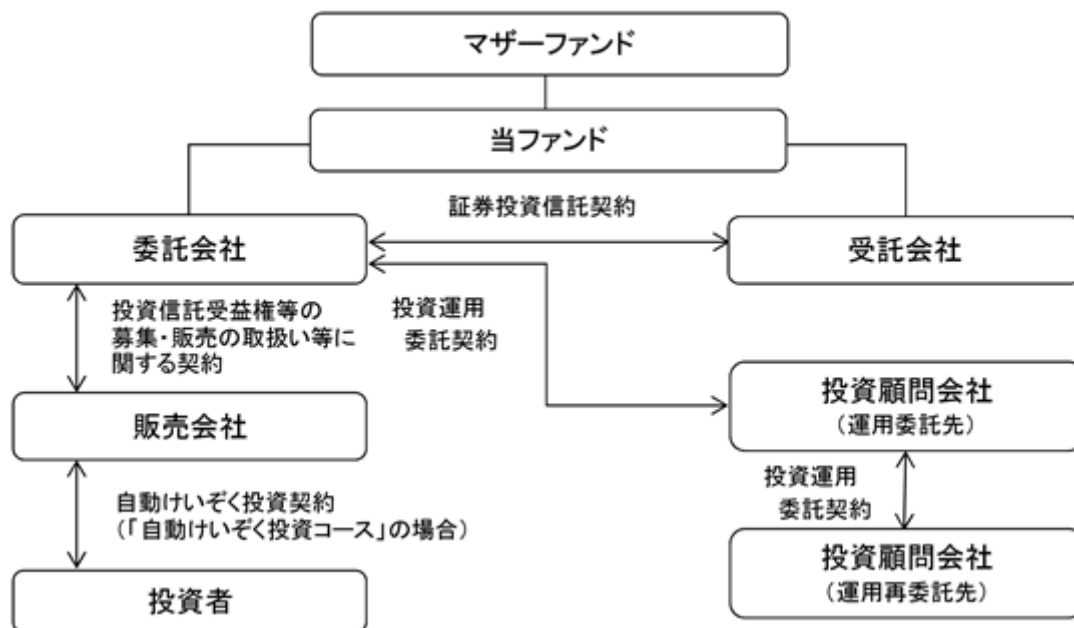 マザーファンド
当ファンド
証券投資信託契約
委託会社
受託会社
投資信託受益権等の
募集・販売の取扱い等に
関する契約
投資運用
委託契約
販売会社
投資顧問会社
（運用委託先）
自動けいぞく投資契約
（「自動けいぞく投資コース」の場合）
投資運用
委託契約
投資者
投資顧問会社
（運用再委託先）